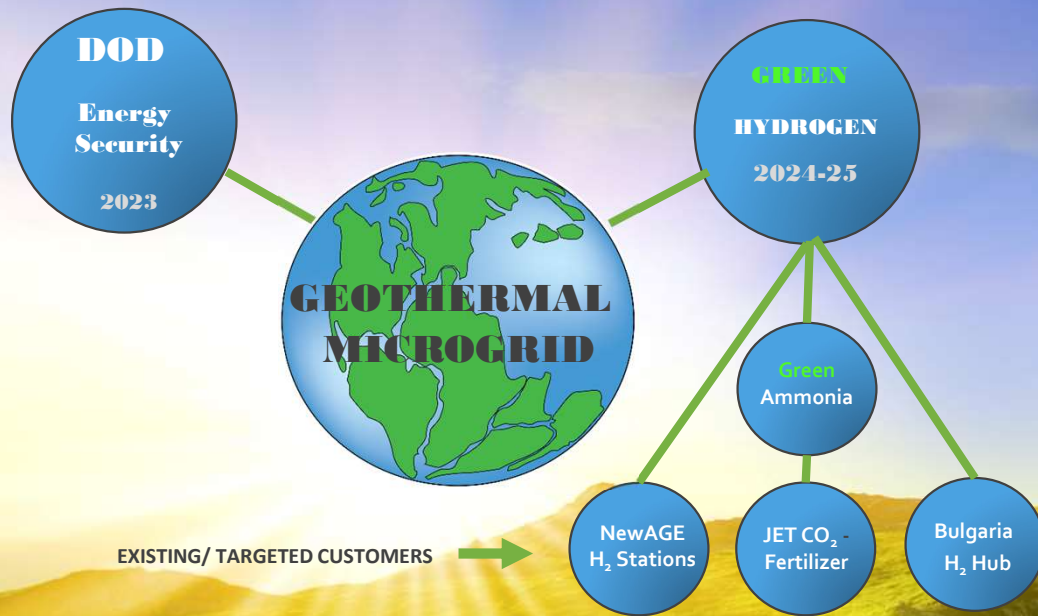 DOD
Energy
Security
2023
GREEN
HYDROGEN
2024-25
GEOTHERMAL
MICROGRID
Green
Ammonia
EXISTING/ TARGETED CUSTOMERS
NewAGE
H₂ Stations
JET CO₂ -
Fertilizer
Bulgaria
H₂ Hub